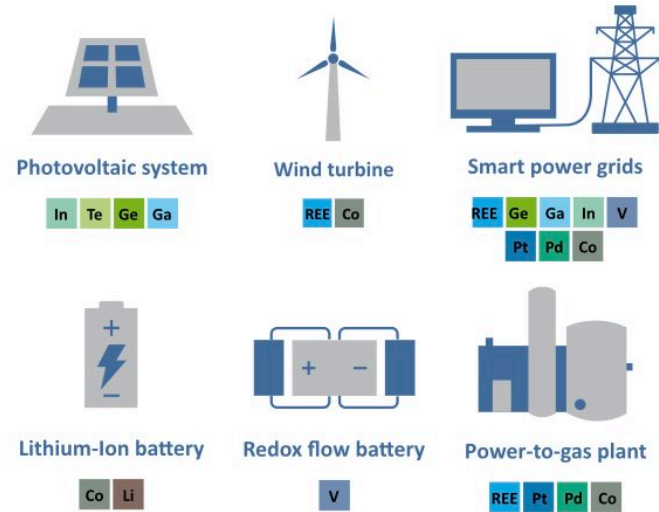 Photovoltaic system
In Te Ge Ga
Wind turbine
REE Co
Smart power grids
REE Ge Ga In V
Pt Pd Co
+
−
Lithium-Ion battery
Co Li
+ −
Redox flow battery
V
Power-to-gas plant
REE Pt Pd Co